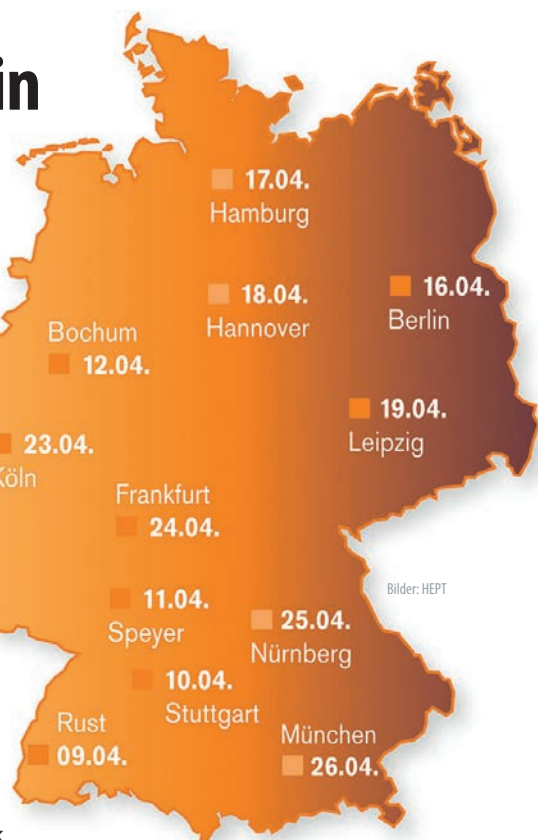 in
17.04.
Hamburg
18.04.
Hannover
16.04.
Berlin
Bochum
12.04.
19.04.
Leipzig
23.04.
Köln
Frankfurt
24.04.
Bilder: HEPT
11.04.
Speyer
25.04.
Nürnberg
10.04.
Stuttgart
Rust
09.04.
München
26.04.